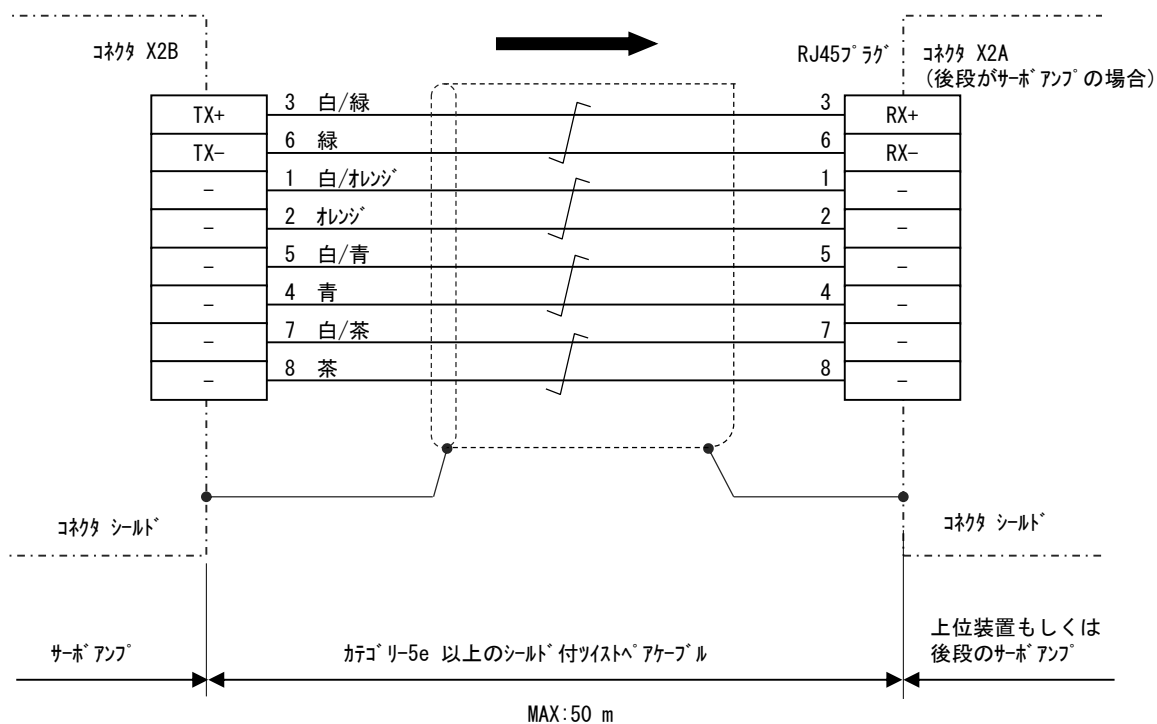 コネクタ X2B
RJ45プラグ
コネクタ X2A
(後段がサーボアンプの場合)
TX+ 3 白/緑 3 RX+
TX- 6 緑 6 RX-
- 1 白/オレンジ 1 -
- 2 オレンジ 2 -
- 5 白/青 5 -
- 4 青 4 -
- 7 白/茶 7 -
- 8 茶 8 -
コネクタ シールド
コネクタ シールド
サーボアンプ
カテゴリー5e 以上のシールド付ツイストペアケーブル
上位装置もしくは
後段のサーボアンプ
MAX:50 m